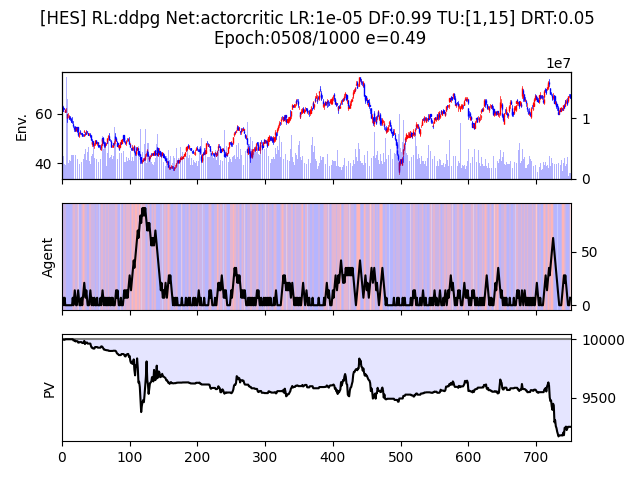 [HES] RL:ddpg Net:actorcritic LR:1e-05 DF:0.99 TU:[1,15] DRT:0.05
Epoch:0508/1000 e=0.49
1e7
Env.
60
40
1
0
Agent
50
0
PV
10000
9500
0 100 200 300 400 500 600 700